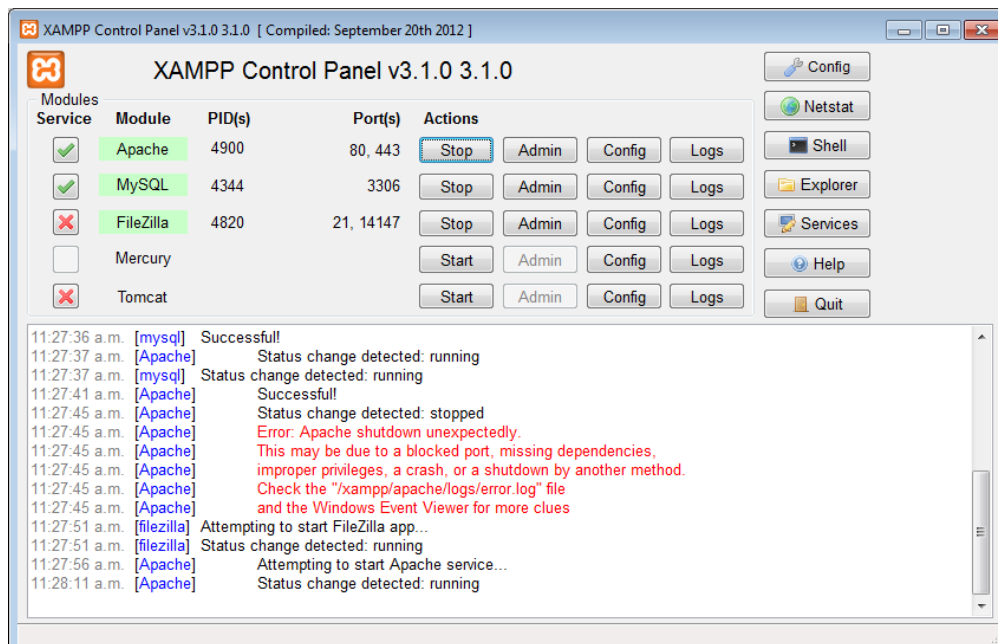 XAMPP Control Panel v3.1.0 3.1.0 [ Compiled: September 20th 2012 ]
XAMPP Control Panel v3.1.0 3.1.0
Config
Modules
Service Module PID(s) Port(s) Actions
Netstat
Apache 4900 80, 443 Stop Admin Config Logs
Shell
MySQL 4344 3306 Stop Admin Config Logs
Explorer
FileZilla 4820 21, 14147 Stop Admin Config Logs
Services
Mercury Start Admin Config Logs
Help
Tomcat Start Admin Config Logs
Quit
11:27:36 a.m. [mysql] Successful!
11:27:37 a.m. [Apache] Status change detected: running
11:27:37 a.m. [mysql] Status change detected: running
11:27:41 a.m. [Apache] Successful!
11:27:45 a.m. [Apache] Status change detected: stopped
11:27:45 a.m. [Apache] Error: Apache shutdown unexpectedly.
11:27:45 a.m. [Apache] This may be due to a blocked port, missing dependencies,
11:27:45 a.m. [Apache] improper privileges, a crash, or a shutdown by another method.
11:27:45 a.m. [Apache] Check the "/xampp/apache/logs/error.log" file
11:27:45 a.m. [Apache] and the Windows Event Viewer for more clues
11:27:51 a.m. [filezilla] Attempting to start FileZilla app...
11:27:51 a.m. [filezilla] Status change detected: running
11:27:56 a.m. [Apache] Attempting to start Apache service...
11:28:11 a.m. [Apache] Status change detected: running